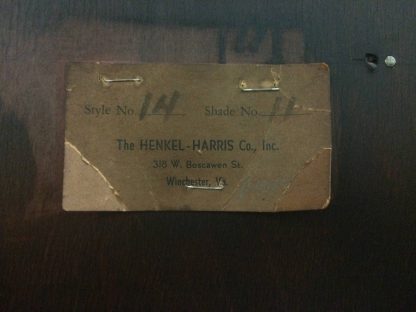 Style No. 14 Shade No. 11
The HENKEL-HARRIS Co., Inc.
318 W. Boscawen St.
Winchester, Va.